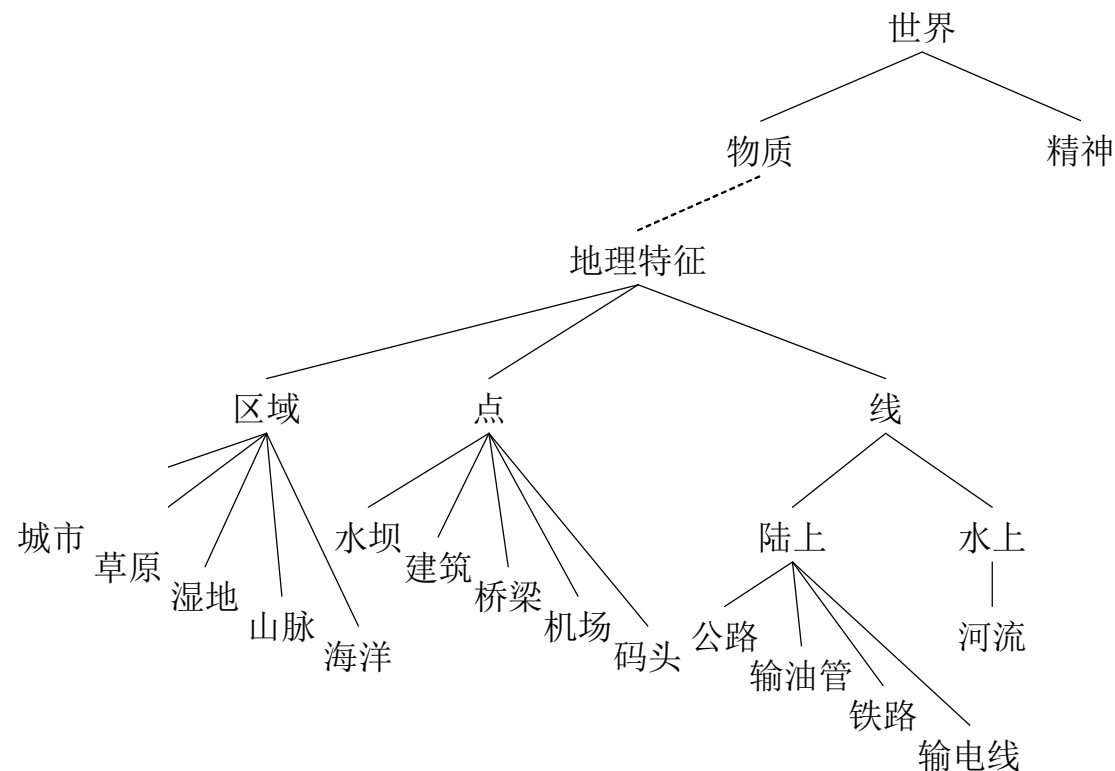 世界
物质
精神
地理特征
区域
点
线
城市
草原
湿地
山脉
海洋
水坝
建筑
桥梁
机场
码头
陆上
水上
公路
输油管
铁路
输电线
河流